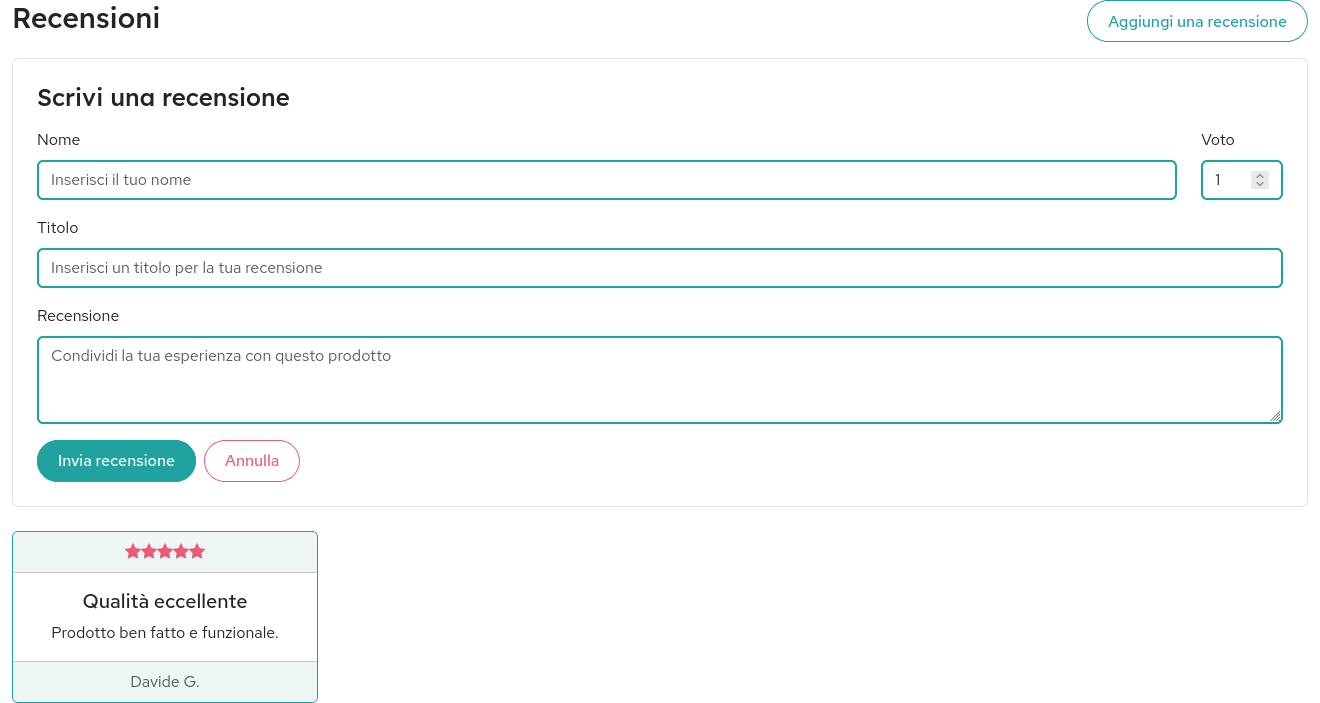 Recensioni
Aggiungi una recensione
Scrivi una recensione
Nome
Voto
Inserisci il tuo nome
1
Titolo
Inserisci un titolo per la tua recensione
Recensione
Condividi la tua esperienza con questo prodotto
Invia recensione
Annulla
Qualità eccellente
Prodotto ben fatto e funzionale.
Davide G.